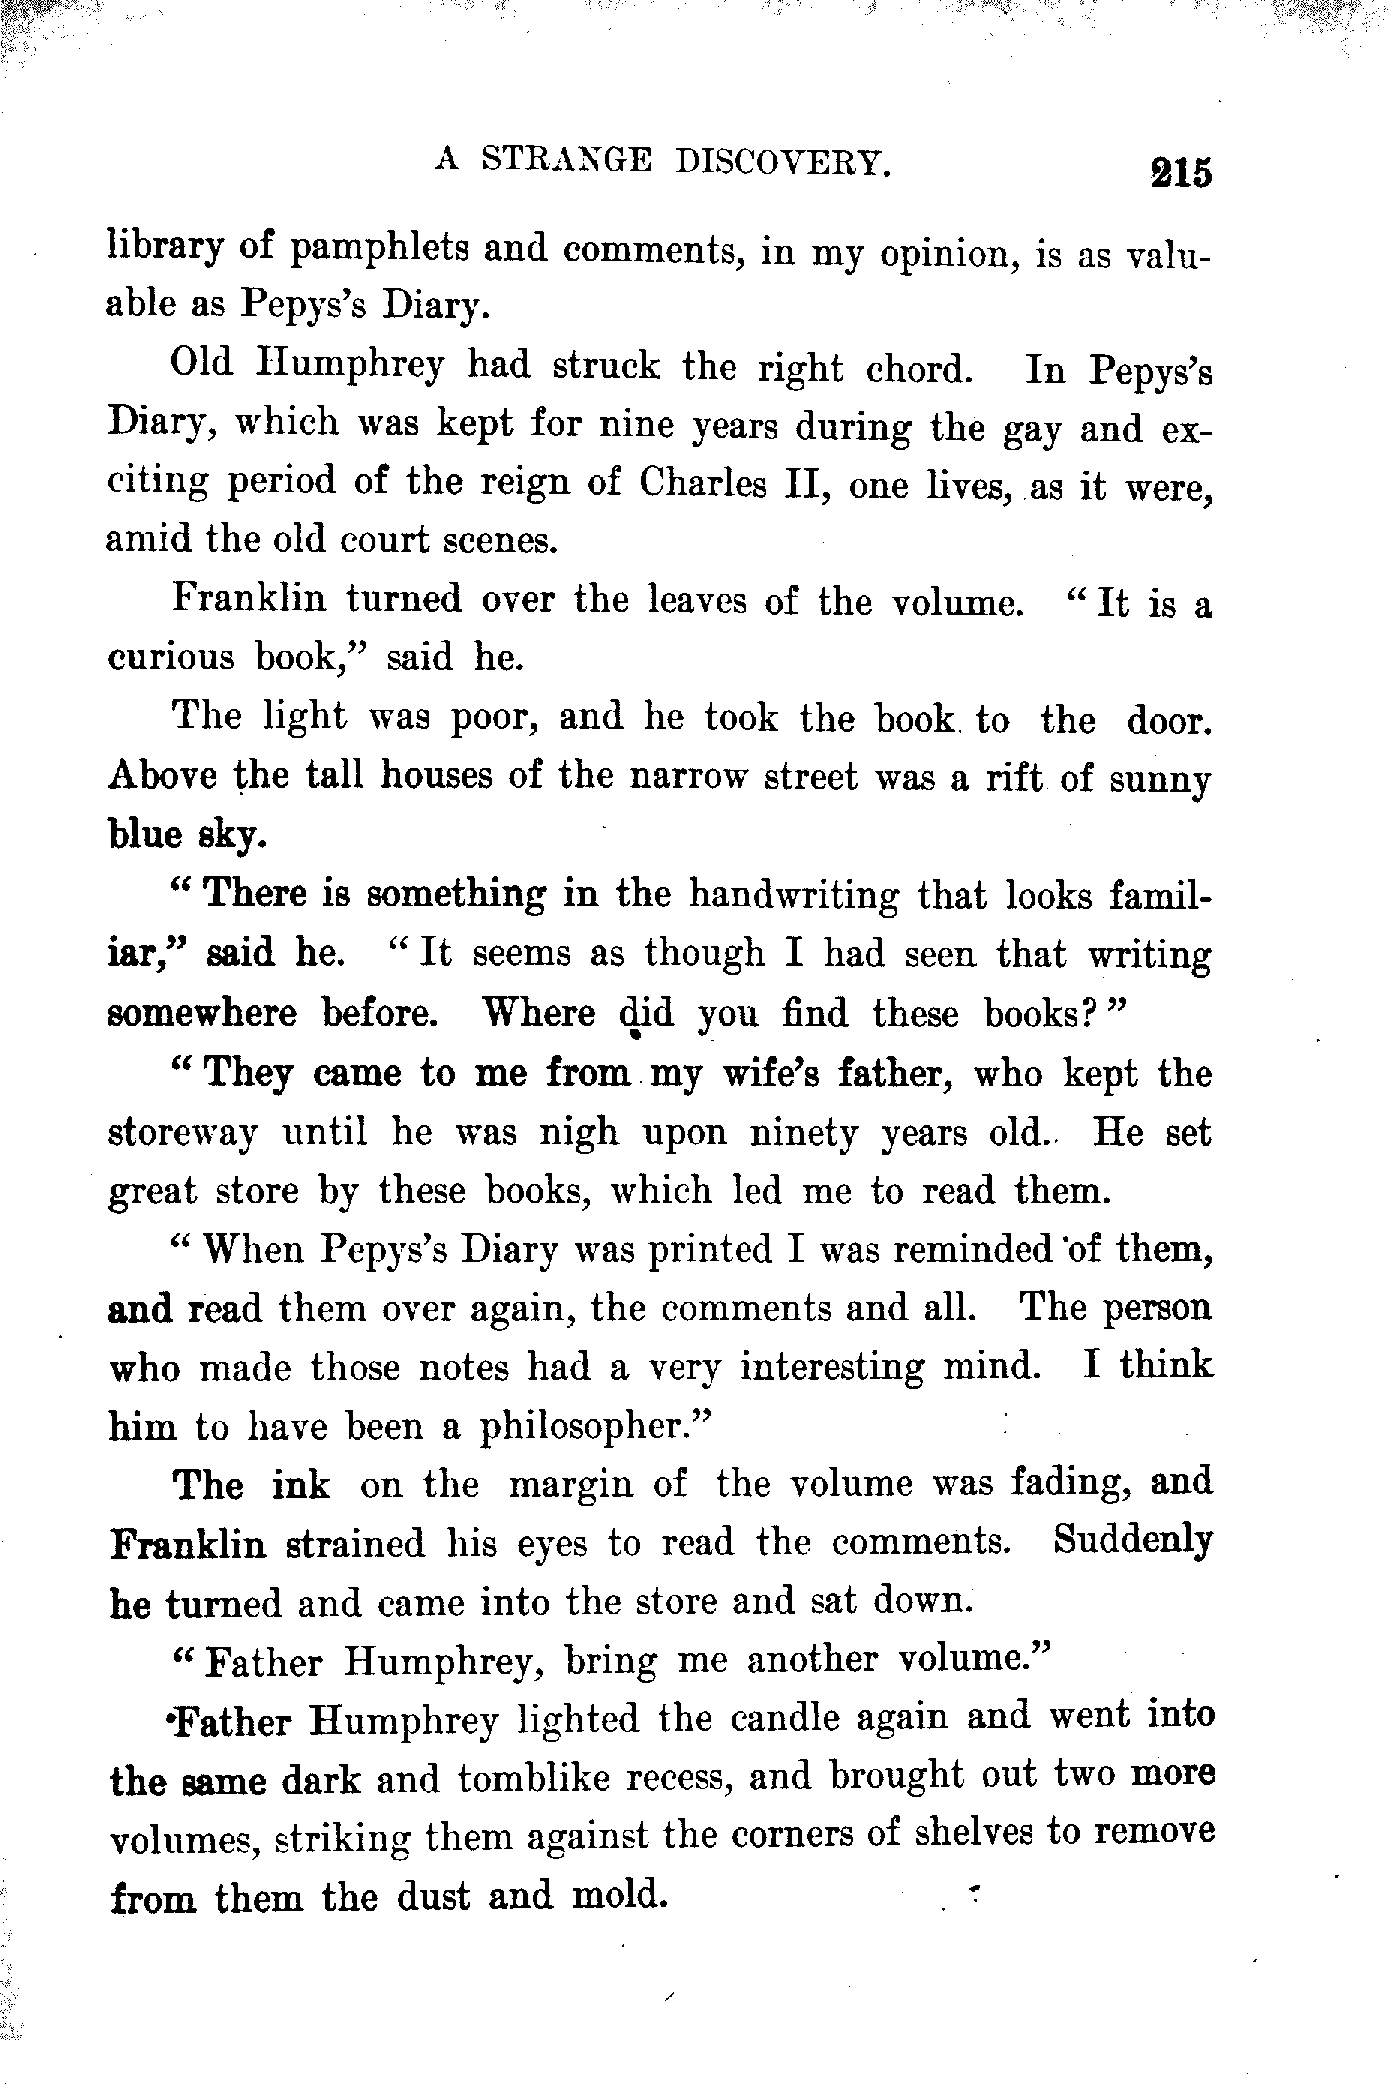 A STRANGE DISCOVERY.
215
library of pamphlets and comments, in my opinion, is as valu-
able as Pepys's Diary.
Old Humphrey had struck the right chord. In Pepys's
Diary, which was kept for nine years during the gay and ex-
citing period of the reign of Charles II, one lives, as it were,
amid the old court scenes.
Franklin turned over the leaves of the volume. "It is a
curious book," said he.
The light was poor, and he took the book to the door.
Above the tall houses of the narrow street was a rift of sunny
blue sky.
"There is something in the handwriting that looks famil-
iar," said he. "It seems as though I had seen that writing
somewhere before. Where did you find these books?"
"They came to me from my wife's father, who kept the
storeway until he was nigh upon ninety years old. He set
great store by these books, which led me to read them.
"When Pepys's Diary was printed I was reminded of them,
and read them over again, the comments and all. The person
who made those notes had a very interesting mind. I think
him to have been a philosopher."
The ink on the margin of the volume was fading, and
Franklin strained his eyes to read the comments. Suddenly
he turned and came into the store and sat down.
"Father Humphrey, bring me another volume."
Father Humphrey lighted the candle again and went into
the same dark and tomblike recess, and brought out two more
volumes, striking them against the corners of shelves to remove
from them the dust and mold.